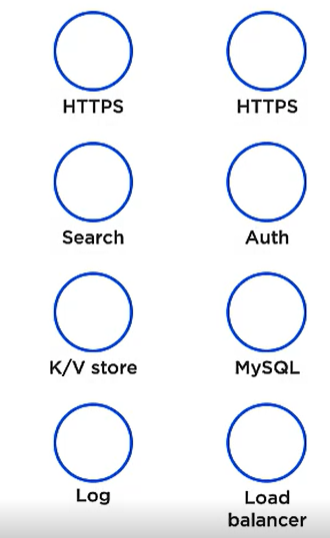 HTTPS
HTTPS
Search
Auth
K/V store
MySQL
Log
Load
balancer